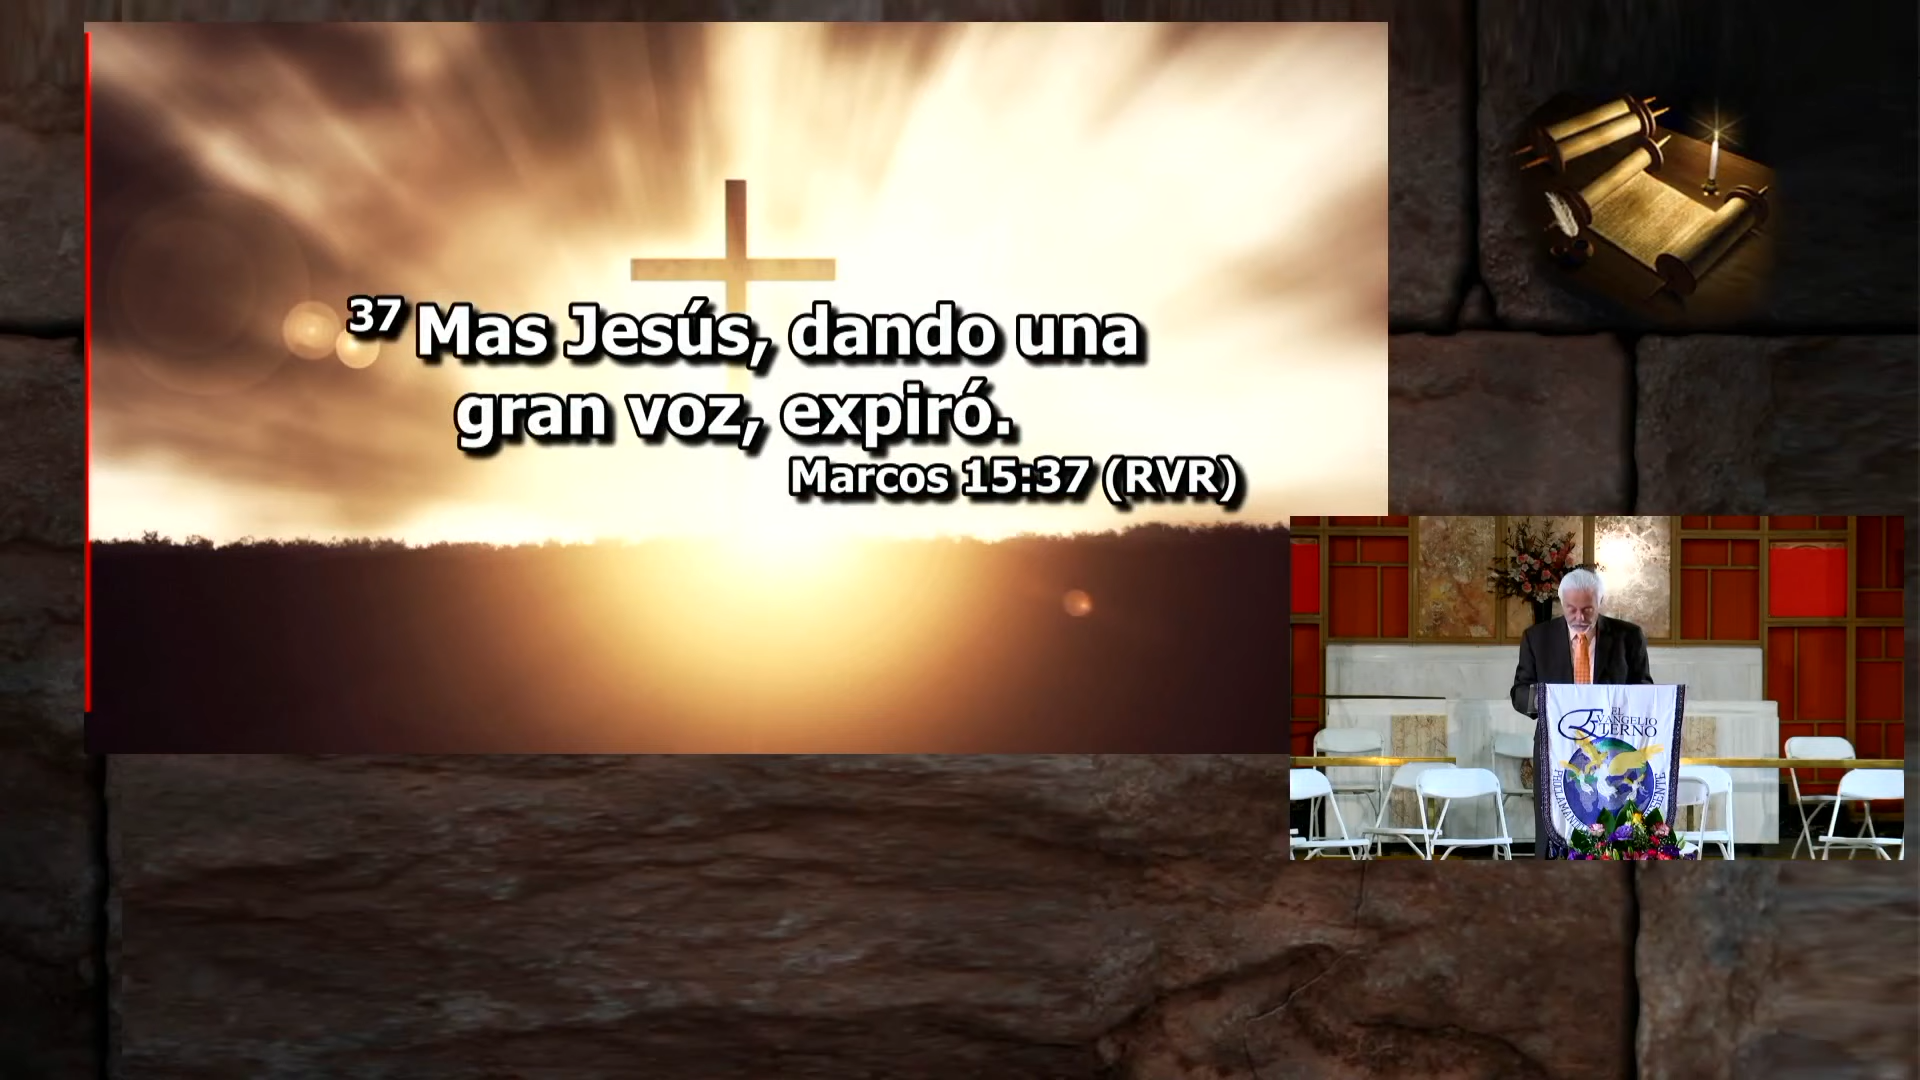 37 Mas Jesús, dando una
gran voz, expiró.
Marcos 15:37 (RVR)
EL
EVANGELIO
ETERNO